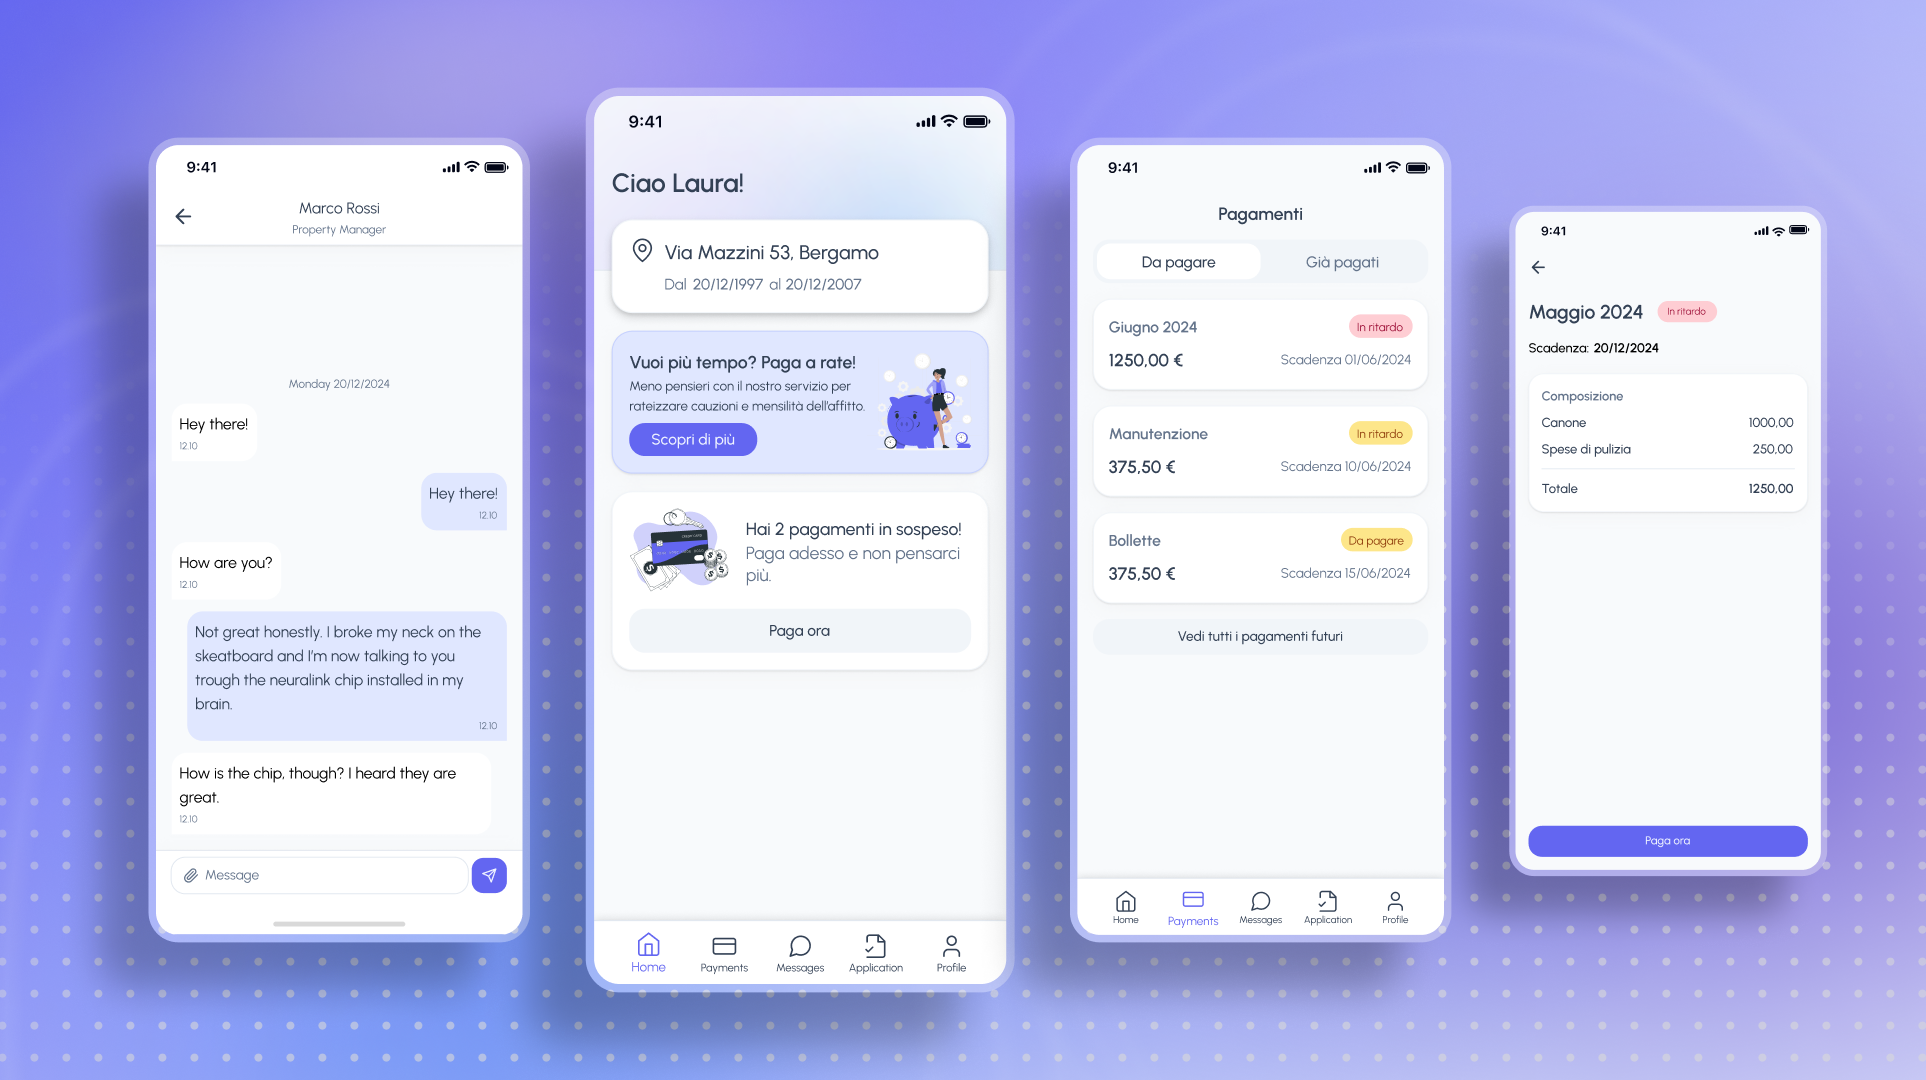 9:41
Marco Rossi
Property Manager
Monday 20/12/2024
Hey there!
12.10
Hey there!
12.10
How are you?
12.10
Not great honestly. I broke my neck on the
skeatboard and I'm now talking to you
trough the neuralink chip installed in my
brain.
12.10
How is the chip, though? I heard they are
great.
12.10
Message
9:41
Ciao Laura!
Via Mazzini 53, Bergamo
Dal 20/12/1997 al 20/12/2007
Vuoi più tempo? Paga a rate!
Meno pensieri con il nostro servizio per
rateizzare cauzioni e mensilità dell'affitto.
Scopri di più
Hai 2 pagamenti in sospeso!
Paga adesso e non pensarci
più.
Paga ora
Home Payments Messages Application Profile
9:41
Pagamenti
Da pagare Già pagati
Giugno 2024 In ritardo
1250,00 € Scadenza 01/06/2024
Manutenzione In ritardo
375,50 € Scadenza 10/06/2024
Bollette Da pagare
375,50 € Scadenza 15/06/2024
Vedi tutti i pagamenti futuri
Home Payments Messages Application Profile
9:41
Maggio 2024 In ritardo
Scadenza: 20/12/2024
Composizione
Canone 1000,00
Spese di pulizia 250,00
Totale 1250,00
Paga ora